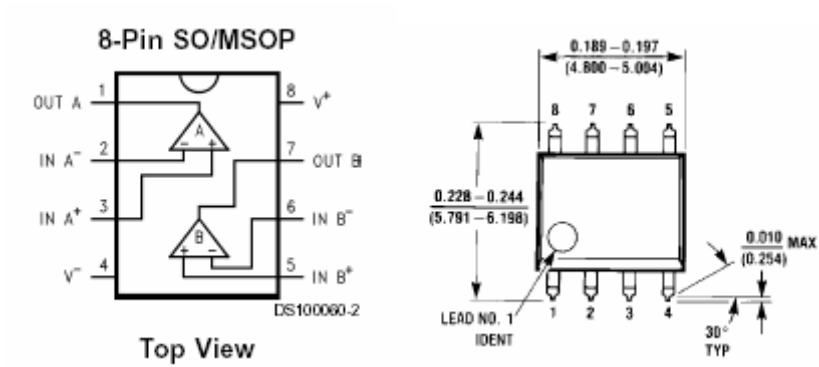 8-Pin SO/MSOP
OUT A 1
8 V+
IN A− 2
7 OUT B
IN A+ 3
6 IN B−
V− 4
5 IN B+
A
− +
B
+ −
DS100060-2
Top View
0.189 – 0.197
(4.800 – 5.004)
8 7 6 5
0.228 – 0.244
(5.791 – 6.198)
0.010 MAX
(0.254)
LEAD NO. 1
IDENT
1 2 3 4
30°
TYP